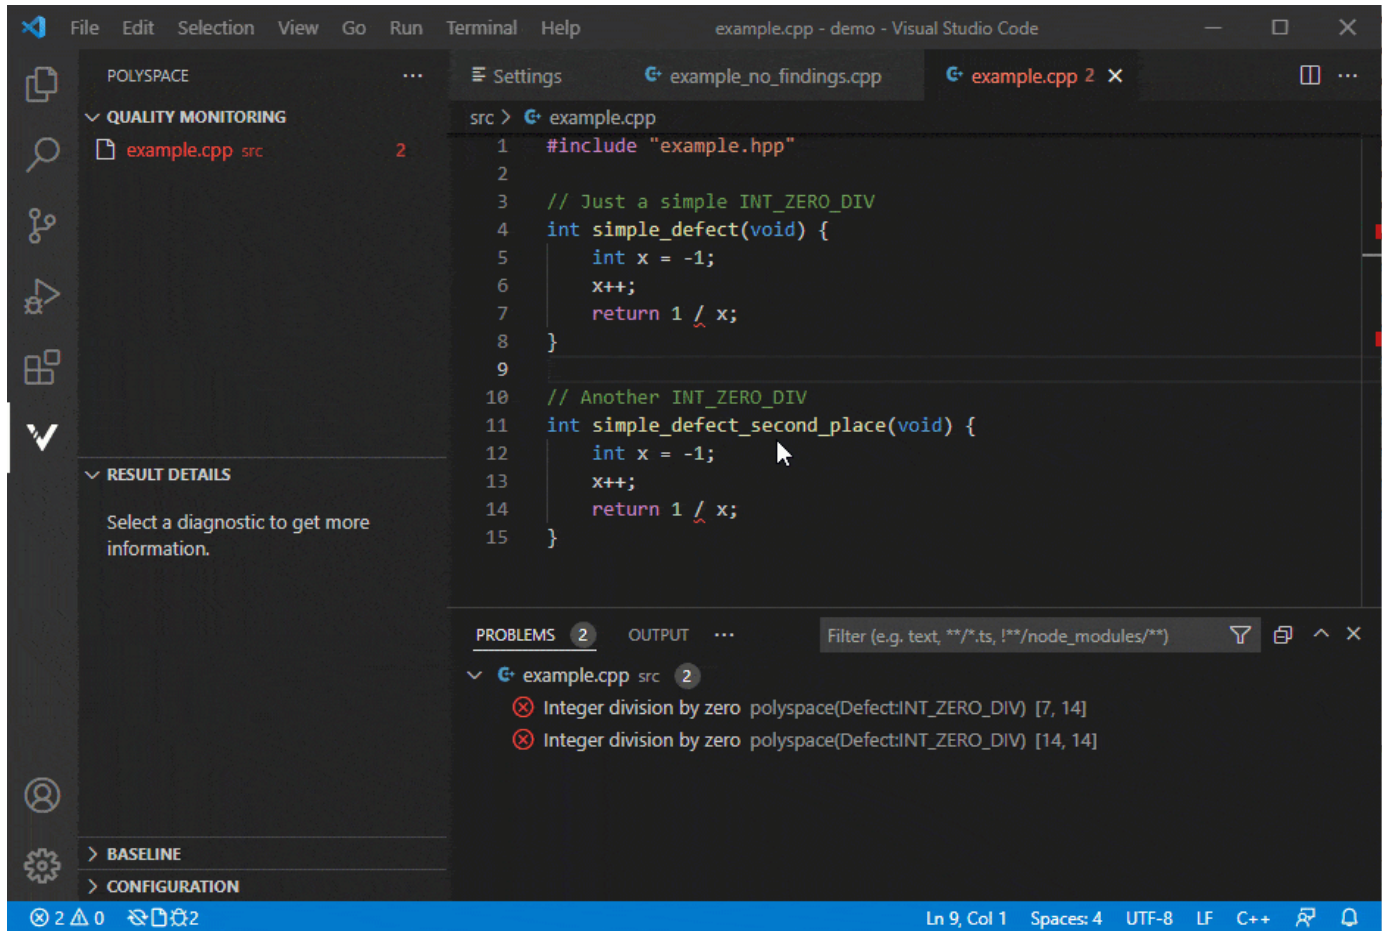 File Edit Selection View Go Run Terminal Help example.cpp - demo - Visual Studio Code
POLYSPACE
QUALITY MONITORING
example.cpp src 2
RESULT DETAILS
Select a diagnostic to get more
information.
BASELINE
CONFIGURATION
Settings example_no_findings.cpp example.cpp 2
src > example.cpp
1 #include "example.hpp"
2
3 // Just a simple INT_ZERO_DIV
4 int simple_defect(void) {
5 int x = -1;
6 x++;
7 return 1 / x;
8 }
9
10 // Another INT_ZERO_DIV
11 int simple_defect_second_place(void) {
12 int x = -1;
13 x++;
14 return 1 / x;
15 }
PROBLEMS 2 OUTPUT ··· Filter (e.g. text, **/*.ts, !**/node_modules/**)
example.cpp src 2
Integer division by zero polyspace(Defect:INT_ZERO_DIV) [7, 14]
Integer division by zero polyspace(Defect:INT_ZERO_DIV) [14, 14]
2 0 2 Ln 9, Col 1 Spaces: 4 UTF-8 LF C++